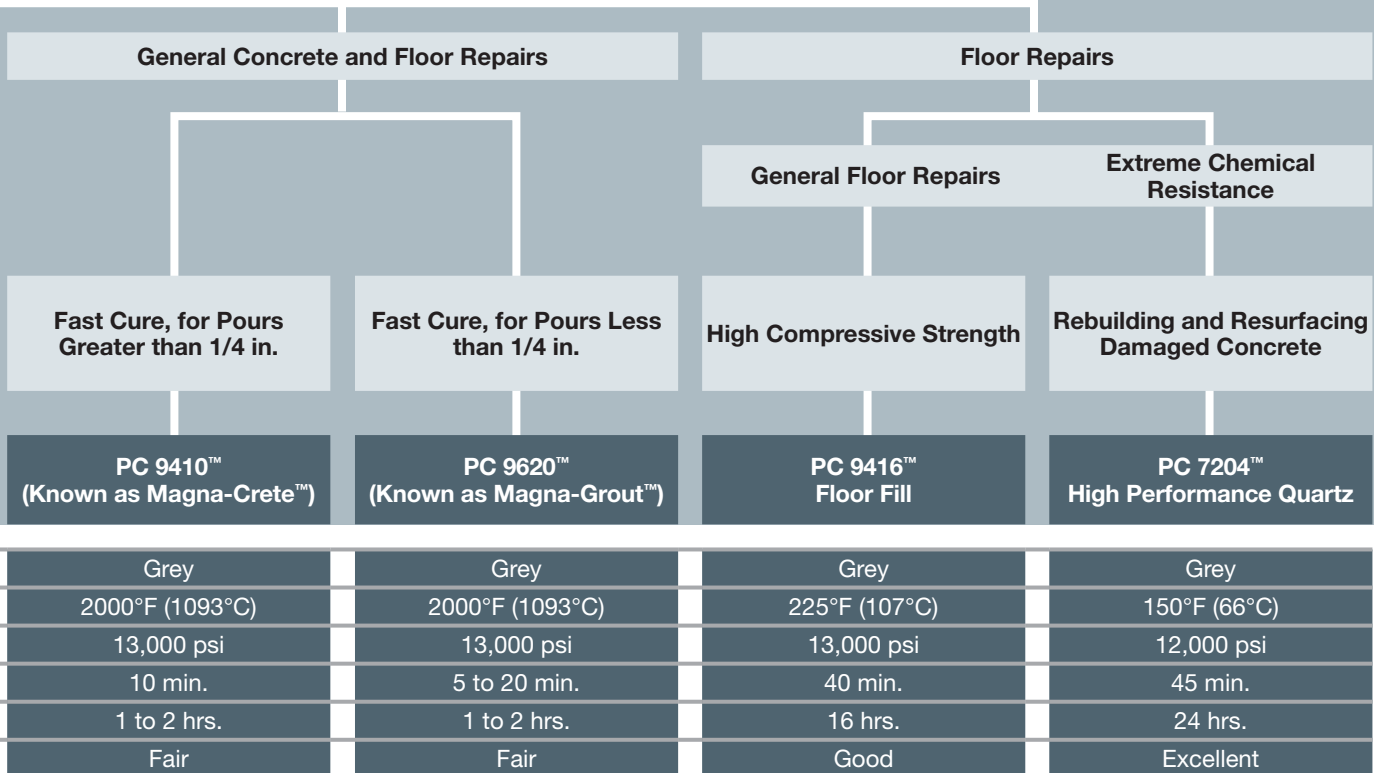 General Concrete and Floor Repairs
Floor Repairs
General Floor Repairs
Extreme Chemical
Resistance
Fast Cure, for Pours
Greater than 1/4 in.
Fast Cure, for Pours Less
than 1/4 in.
High Compressive Strength
Rebuilding and Resurfacing
Damaged Concrete
PC 9410™
(Known as Magna-Crete™)
PC 9620™
(Known as Magna-Grout™)
PC 9416™
Floor Fill
PC 7204™
High Performance Quartz
Grey Grey Grey Grey
2000°F (1093°C) 2000°F (1093°C) 225°F (107°C) 150°F (66°C)
13,000 psi 13,000 psi 13,000 psi 12,000 psi
10 min. 5 to 20 min. 40 min. 45 min.
1 to 2 hrs. 1 to 2 hrs. 16 hrs. 24 hrs.
Fair Fair Good Excellent